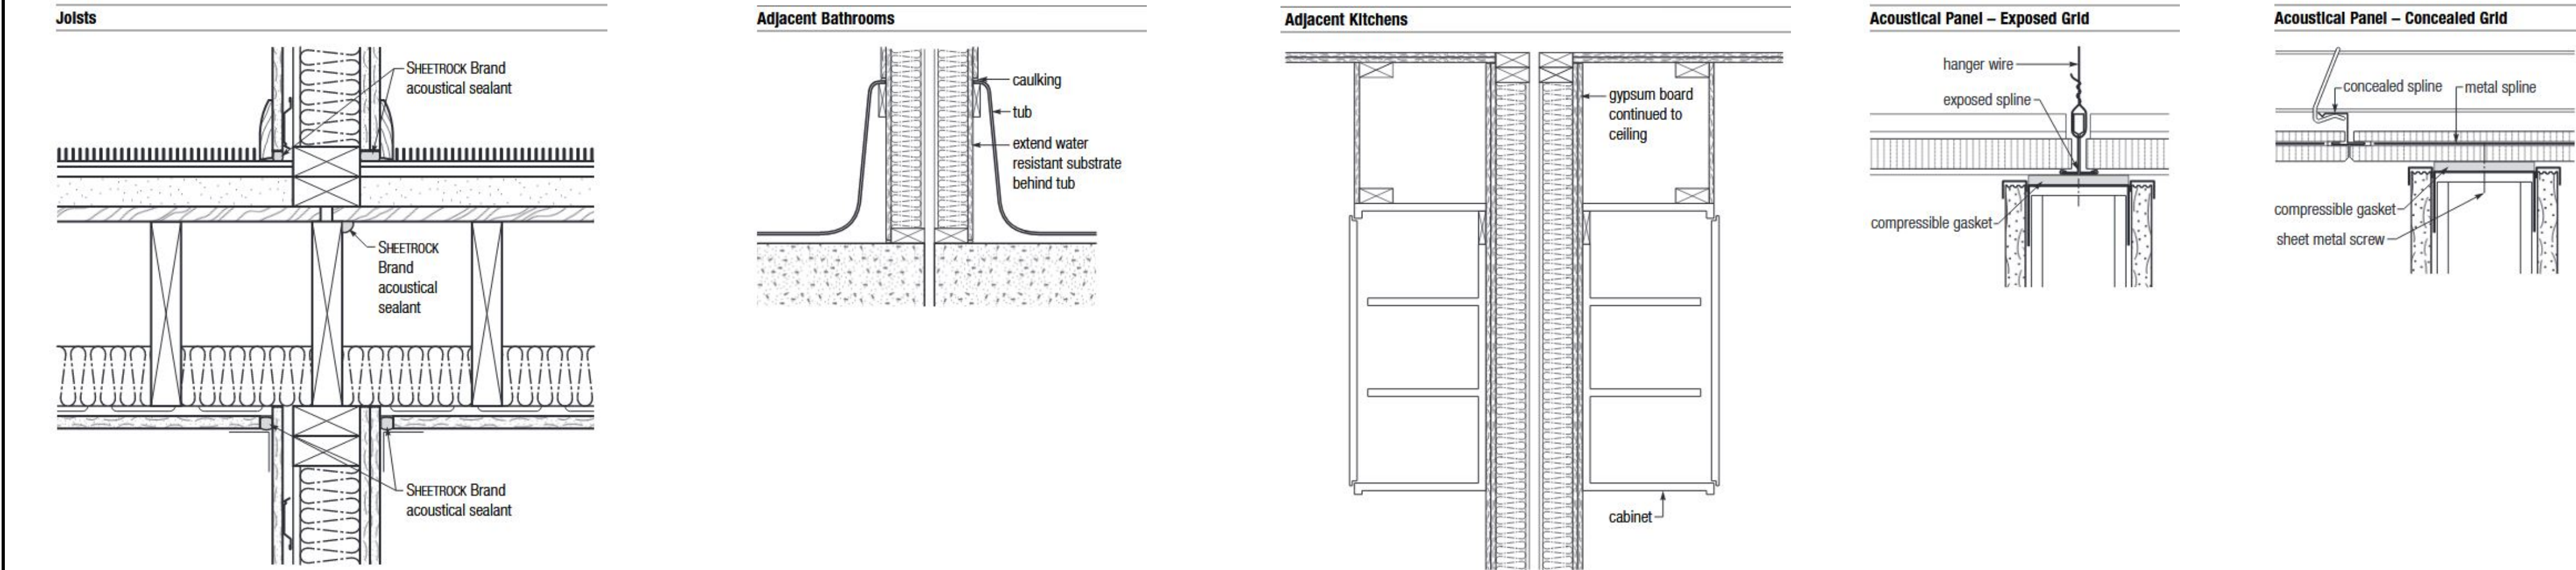 Joists
SHEETROCK Brand
acoustical sealant
SHEETROCK
Brand
acoustical
sealant
SHEETROCK Brand
acoustical sealant
Adjacent Bathrooms
caulking
tub
extend water
resistant substrate
behind tub
Adjacent Kitchens
gypsum board
continued to
ceiling
cabinet
Acoustical Panel – Exposed Grid
hanger wire
exposed spline
compressible gasket
Acoustical Panel – Concealed Grid
concealed spline
metal spline
compressible gasket
sheet metal screw